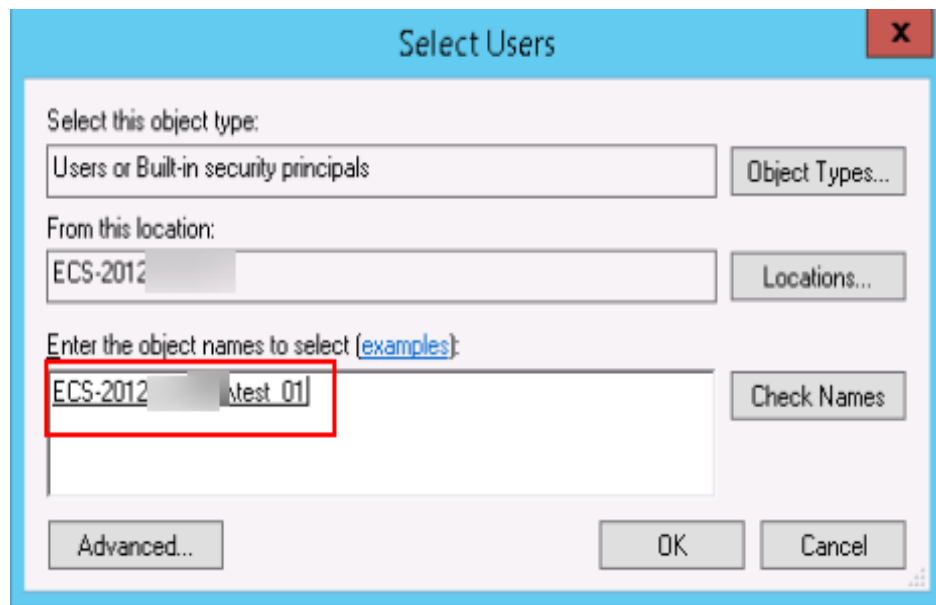 Select Users
x
Select this object type:
Users or Built-in security principals
Object Types...
From this location:
ECS-2012
Locations...
Enter the object names to select (examples):
ECS-2012 \test_01
Check Names
Advanced...
OK
Cancel